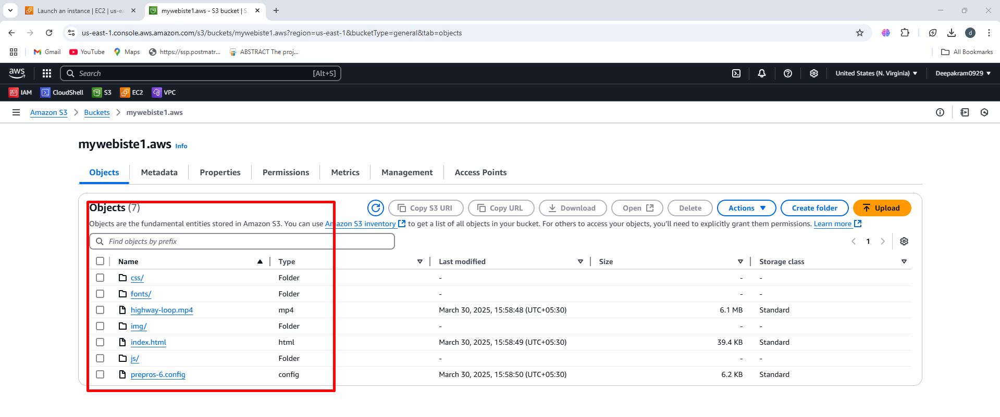 Launch an instance | EC2 | us-ea
mywebiste1.aws - S3 bucket | S
us-east-1.console.aws.amazon.com/s3/buckets/mywebiste1.aws?region=us-east-1&bucketType=general&tab=objects
d
Gmail YouTube Maps https://ssp.postmatr... ABSTRACT The proj... All Bookmarks
aws Search [Alt+S] United States (N. Virginia) Deepakram0929
IAM CloudShell S3 EC2 VPC
Amazon S3 Buckets mywebiste1.aws
mywebiste1.aws Info
Objects Metadata Properties Permissions Metrics Management Access Points
Objects (7) Copy S3 URI Copy URL Download Open Delete Actions Create folder Upload
Objects are the fundamental entities stored in Amazon S3. You can use Amazon S3 inventory to get a list of all objects in your bucket. For others to access your objects, you'll need to explicitly grant them permissions. Learn more
Find objects by prefix 1
Name Type Last modified Size Storage class
css/ Folder - - -
fonts/ Folder - - -
highway-loop.mp4 mp4 March 30, 2025, 15:58:48 (UTC+05:30) 6.1 MB Standard
img/ Folder - - -
index.html html March 30, 2025, 15:58:49 (UTC+05:30) 39.4 KB Standard
js/ Folder - - -
prepros-6.config config March 30, 2025, 15:58:50 (UTC+05:30) 6.2 KB Standard